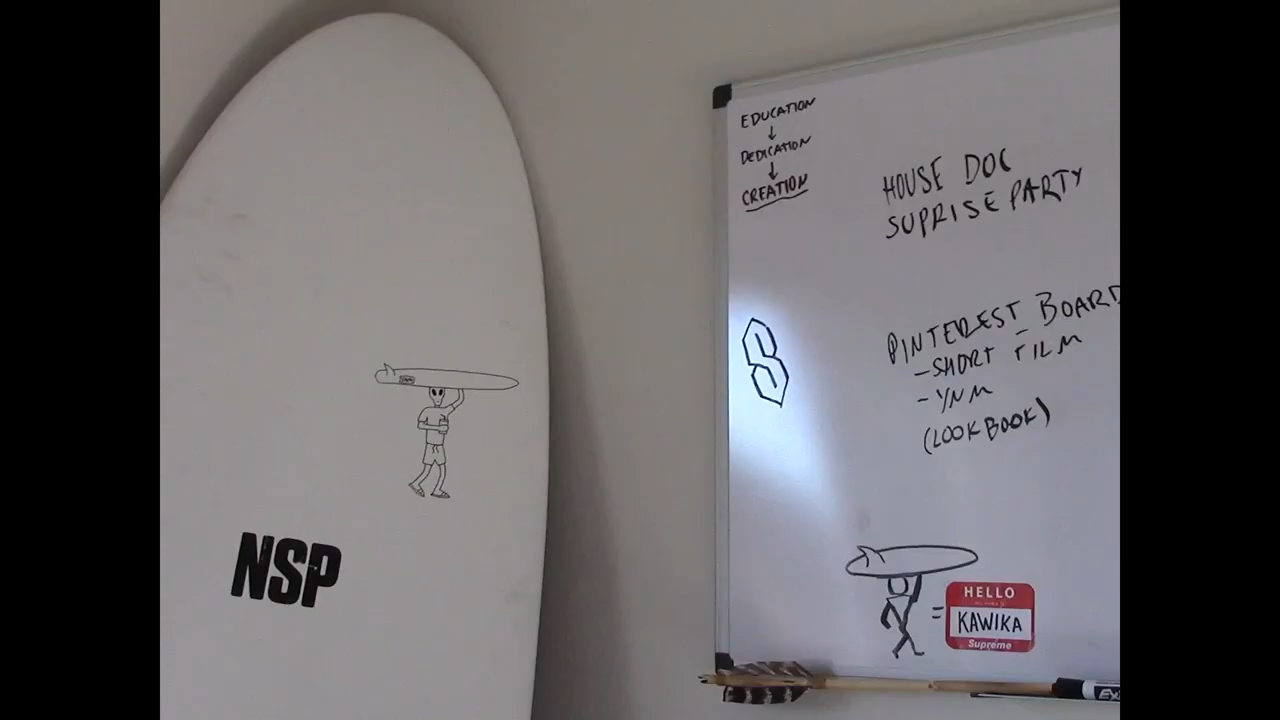 NSP
EDUCATION
↓
DEDICATION
↓
CREATION
HOUSE DOC
SUPRISE PARTY
S
PINTEREST BOARD
- SHORT FILM
- YNM
(LOOKBOOK)
=
HELLO
KAWIKA
Supreme